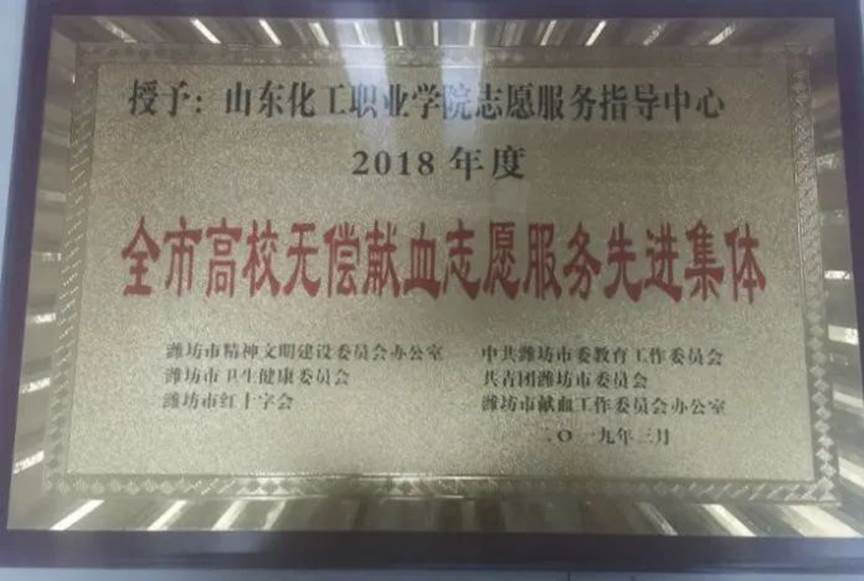 授予：山东化工职业学院志愿服务指导中心
2018年度
全市高校无偿献血志愿服务先进集体
潍坊市精神文明建设委员会办公室
中共潍坊市委教育工作委员会
潍坊市卫生健康委员会
共青团潍坊市委员会
潍坊市红十字会
潍坊市献血工作委员会办公室
二〇一九年三月